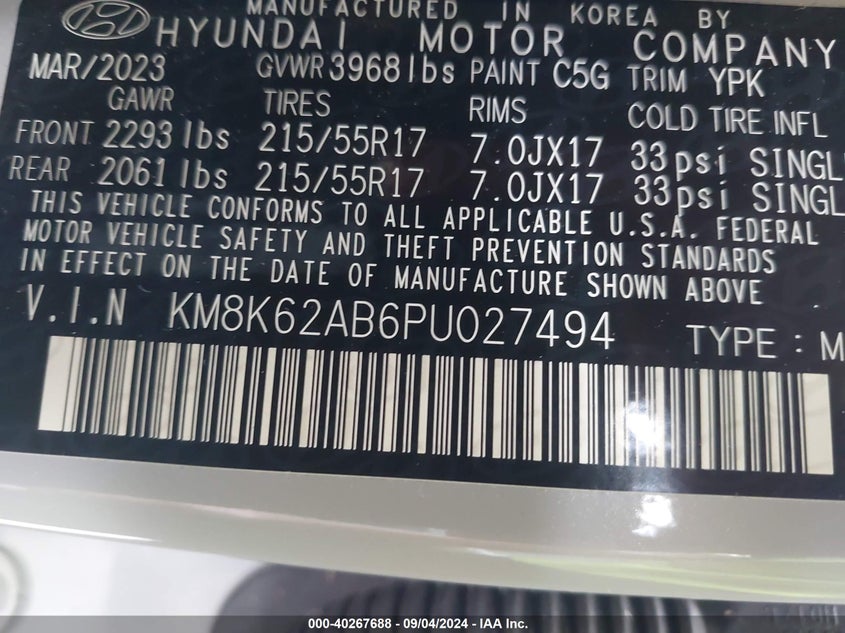 MANUFACTURED IN KOREA BY
HYUNDAI MOTOR COMPANY
MAR/2023 GVWR 3968 lbs PAINT C5G TRIM YPK
GAWR TIRES RIMS COLD TIRE INFL
FRONT 2293 lbs 215/55R17 7.0JX17 33psi SINGL
REAR 2061 lbs 215/55R17 7.0JX17 33psi SINGL
THIS VEHICLE CONFORMS TO ALL APPLICABLE U.S.A. FEDERAL
MOTOR VEHICLE SAFETY AND THEFT PREVENTION STANDARDS
IN EFFECT ON THE DATE OF MANUFACTURE SHOWN ABOVE
V.I.N KM8K62AB6PU027494 TYPE : M
000-40267688 - 09/04/2024 - IAA Inc.